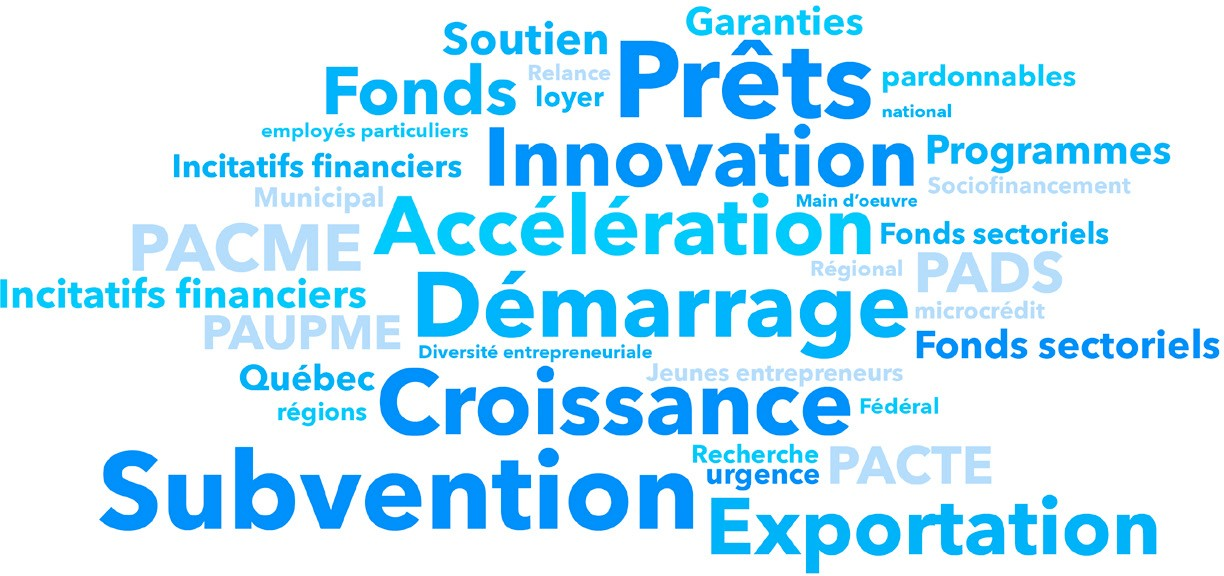 Garanties
Soutien
Prêts
Relance
Fonds
loyer
pardonnables
national
employés particuliers
Innovation
Programmes
Incitatifs financiers
Sociofinancement
Municipal
Main d'oeuvre
Accélération
PACME
Fonds sectoriels
Régional
PADS
Incitatifs financiers
Démarrage
microcrédit
PAUPME
Fonds sectoriels
Diversité entrepreneuriale
Jeunes entrepreneurs
Québec
Croissance
régions
Fédéral
Recherche
PACTE
urgence
Subvention
Exportation